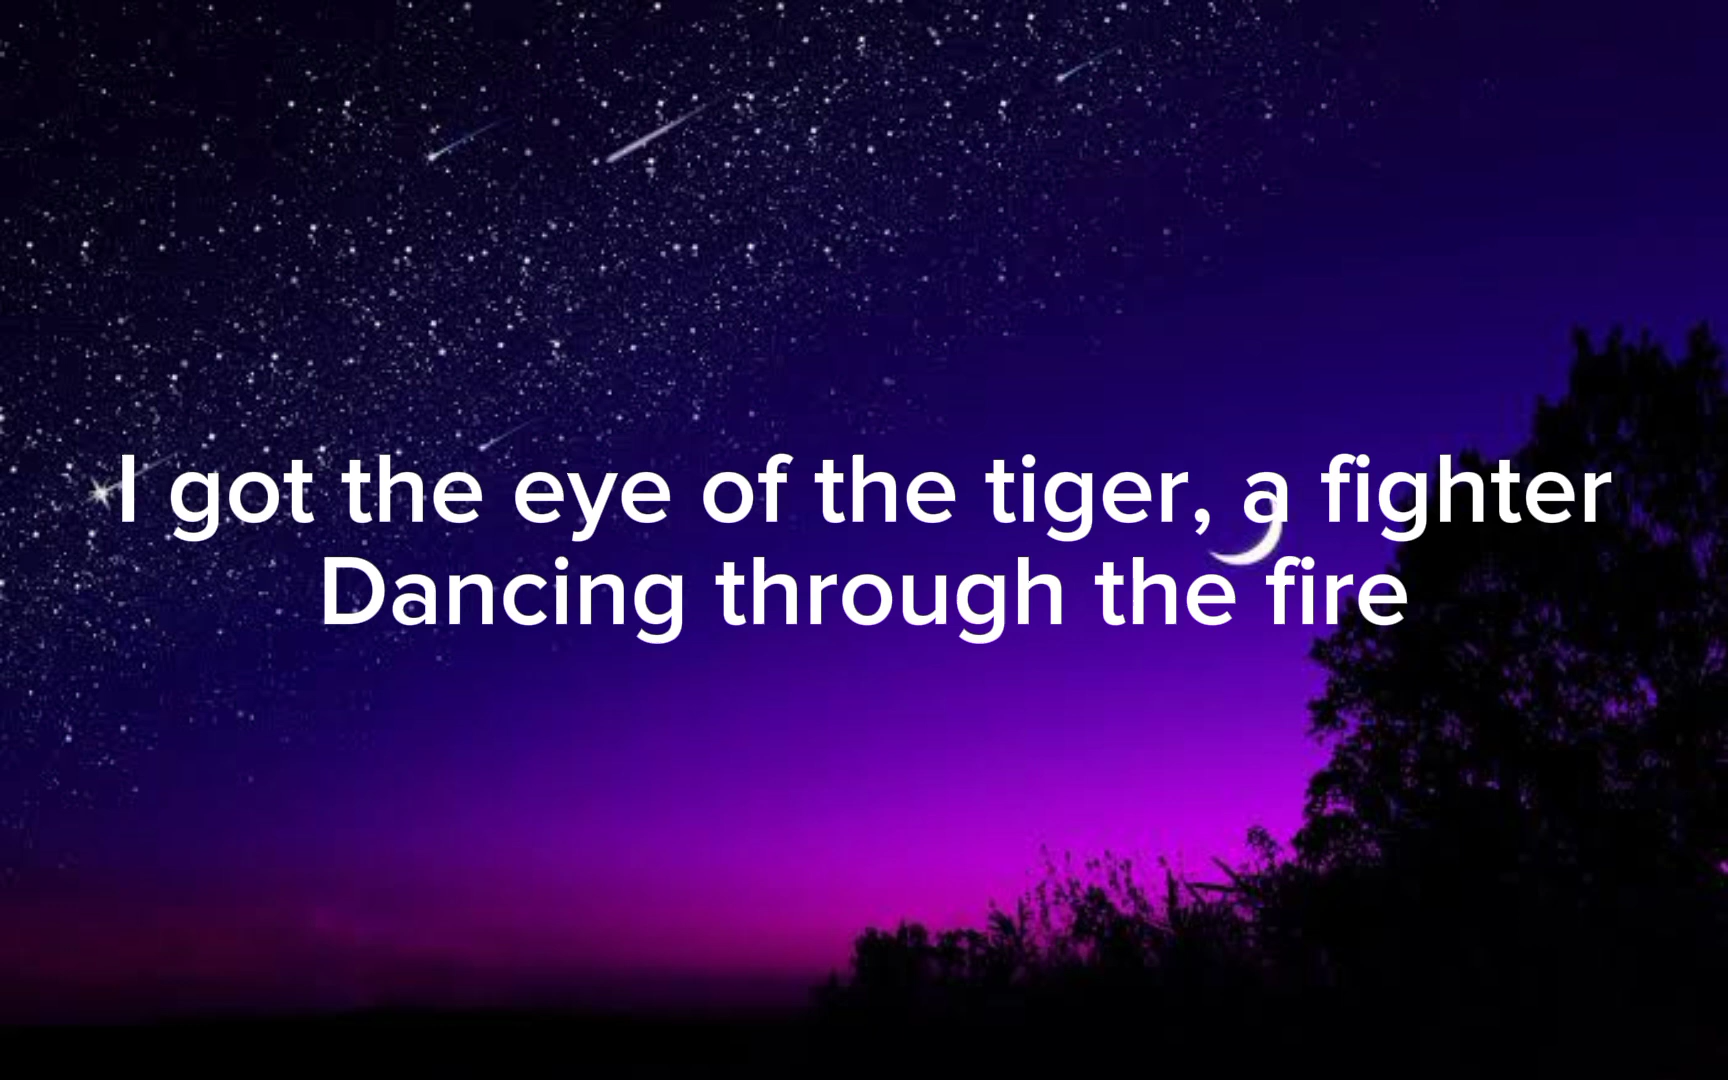 I got the eye of the tiger, a fighter
Dancing through the fire